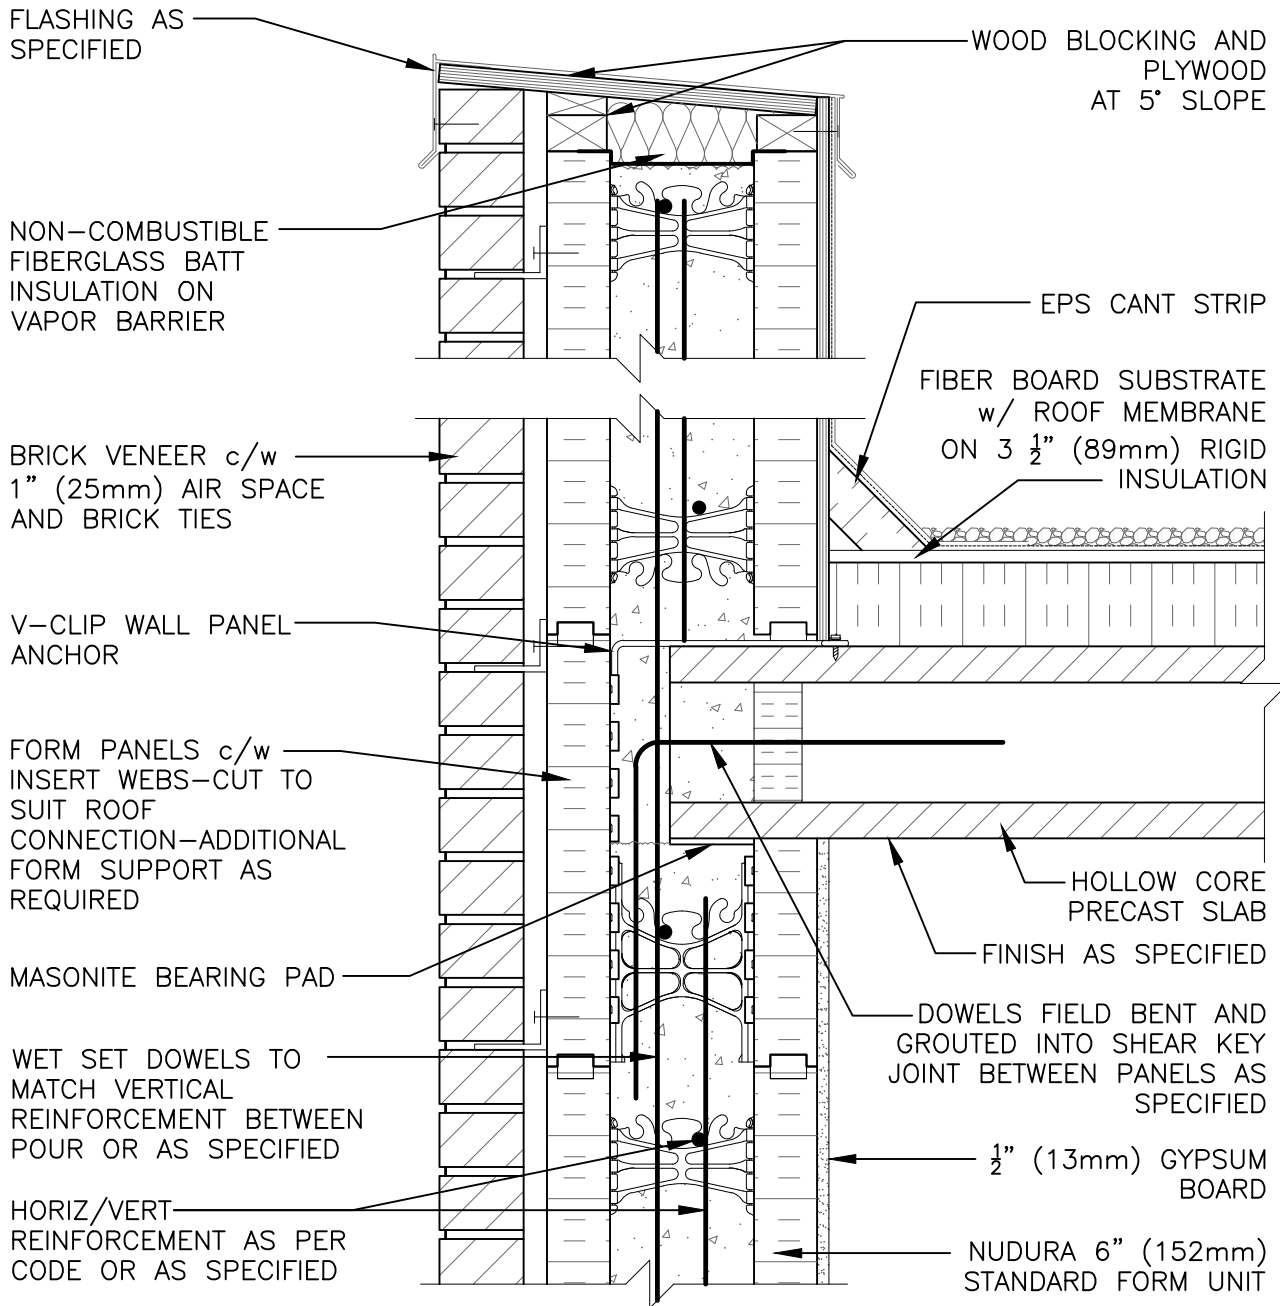 FLASHING AS
SPECIFIED
WOOD BLOCKING AND
PLYWOOD
AT 5° SLOPE
NON-COMBUSTIBLE
FIBERGLASS BATT
INSULATION ON
VAPOR BARRIER
EPS CANT STRIP
FIBER BOARD SUBSTRATE
w/ ROOF MEMBRANE
ON 3 ½" (89mm) RIGID
INSULATION
BRICK VENEER c/w
1" (25mm) AIR SPACE
AND BRICK TIES
V-CLIP WALL PANEL
ANCHOR
FORM PANELS c/w
INSERT WEBS-CUT TO
SUIT ROOF
CONNECTION-ADDITIONAL
FORM SUPPORT AS
REQUIRED
HOLLOW CORE
PRECAST SLAB
FINISH AS SPECIFIED
MASONITE BEARING PAD
DOWELS FIELD BENT AND
GROUTED INTO SHEAR KEY
JOINT BETWEEN PANELS AS
SPECIFIED
WET SET DOWELS TO
MATCH VERTICAL
REINFORCEMENT BETWEEN
POUR OR AS SPECIFIED
½" (13mm) GYPSUM
BOARD
HORIZ/VERT
REINFORCEMENT AS PER
CODE OR AS SPECIFIED
NUDURA 6" (152mm)
STANDARD FORM UNIT